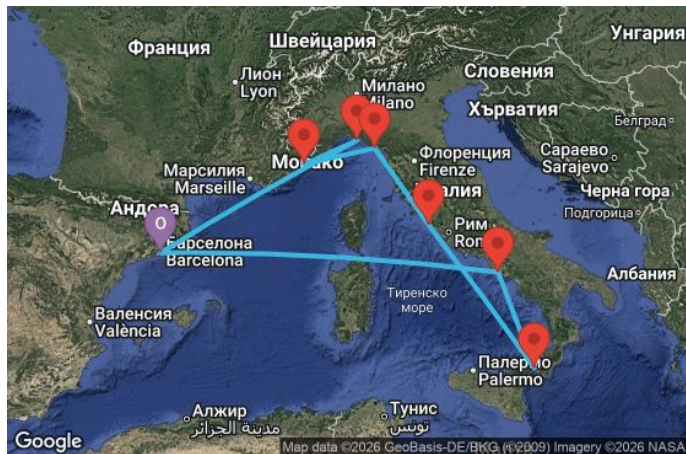 Франция
Швейцария
Унгария
Лион
Lyon
Милано
Milano
Словения
Хърватия
Белград
Монако
Марсилия
Marseille
Флоренция
Firenze
Италия
Сараево
Sarajevo
Черна гора
Подгорица
Андора
O
Барселона
Barcelona
Рим
Албания
Валенсия
València
Тиренско
море
Палермо
Palermo
Алжир
مدينة الجزائر
Тунис
تونس
Google
Map data ©2026 GeoBasis-DE/BKG (©2009) Imagery ©2026 NASA